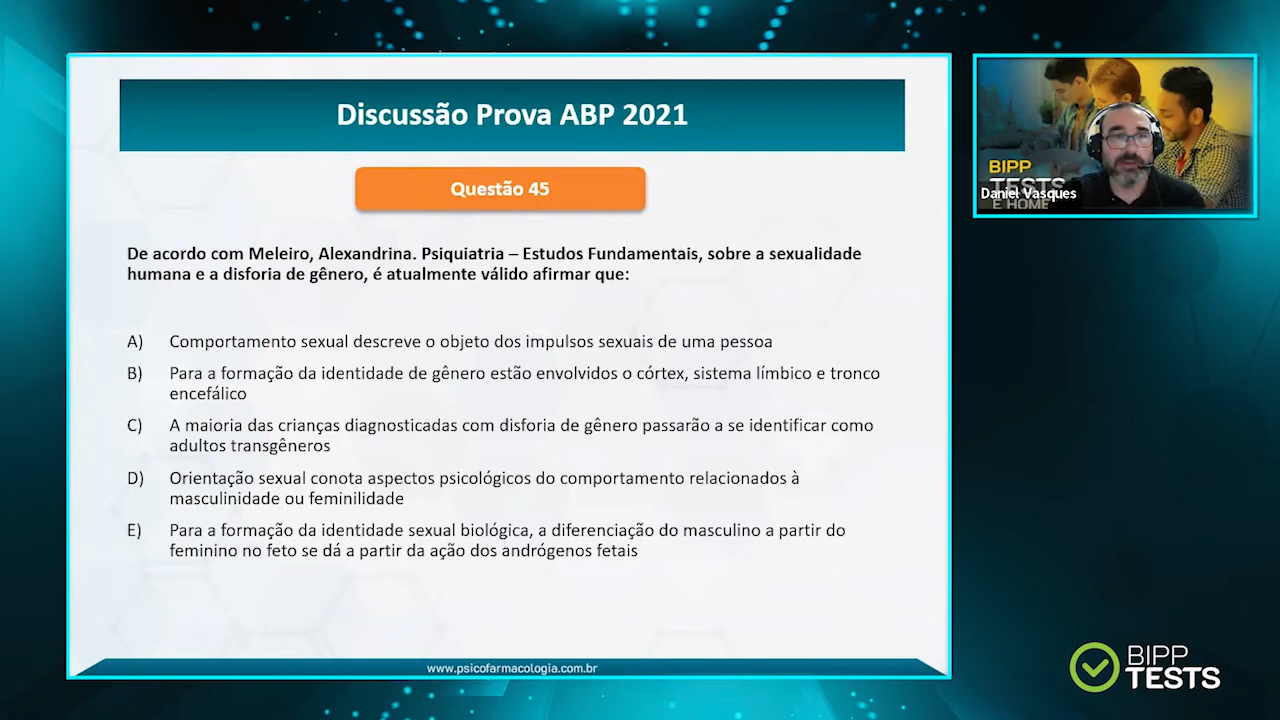 Discussão Prova ABP 2021
Questão 45
De acordo com Meleiro, Alexandrina. Psiquiatria – Estudos Fundamentais, sobre a sexualidade
humana e a disforia de gênero, é atualmente válido afirmar que:
A) Comportamento sexual descreve o objeto dos impulsos sexuais de uma pessoa
B) Para a formação da identidade de gênero estão envolvidos o córtex, sistema límbico e tronco
encefálico
C) A maioria das crianças diagnosticadas com disforia de gênero passarão a se identificar como
adultos transgêneros
D) Orientação sexual conota aspectos psicológicos do comportamento relacionados à
masculinidade ou feminilidade
E) Para a formação da identidade sexual biológica, a diferenciação do masculino a partir do
feminino no feto se dá a partir da ação dos andrógenos fetais
www.psicofarmacologia.com.br
BIPP
TESTS
Daniel Vasques
É HOME
BIPP
TESTS